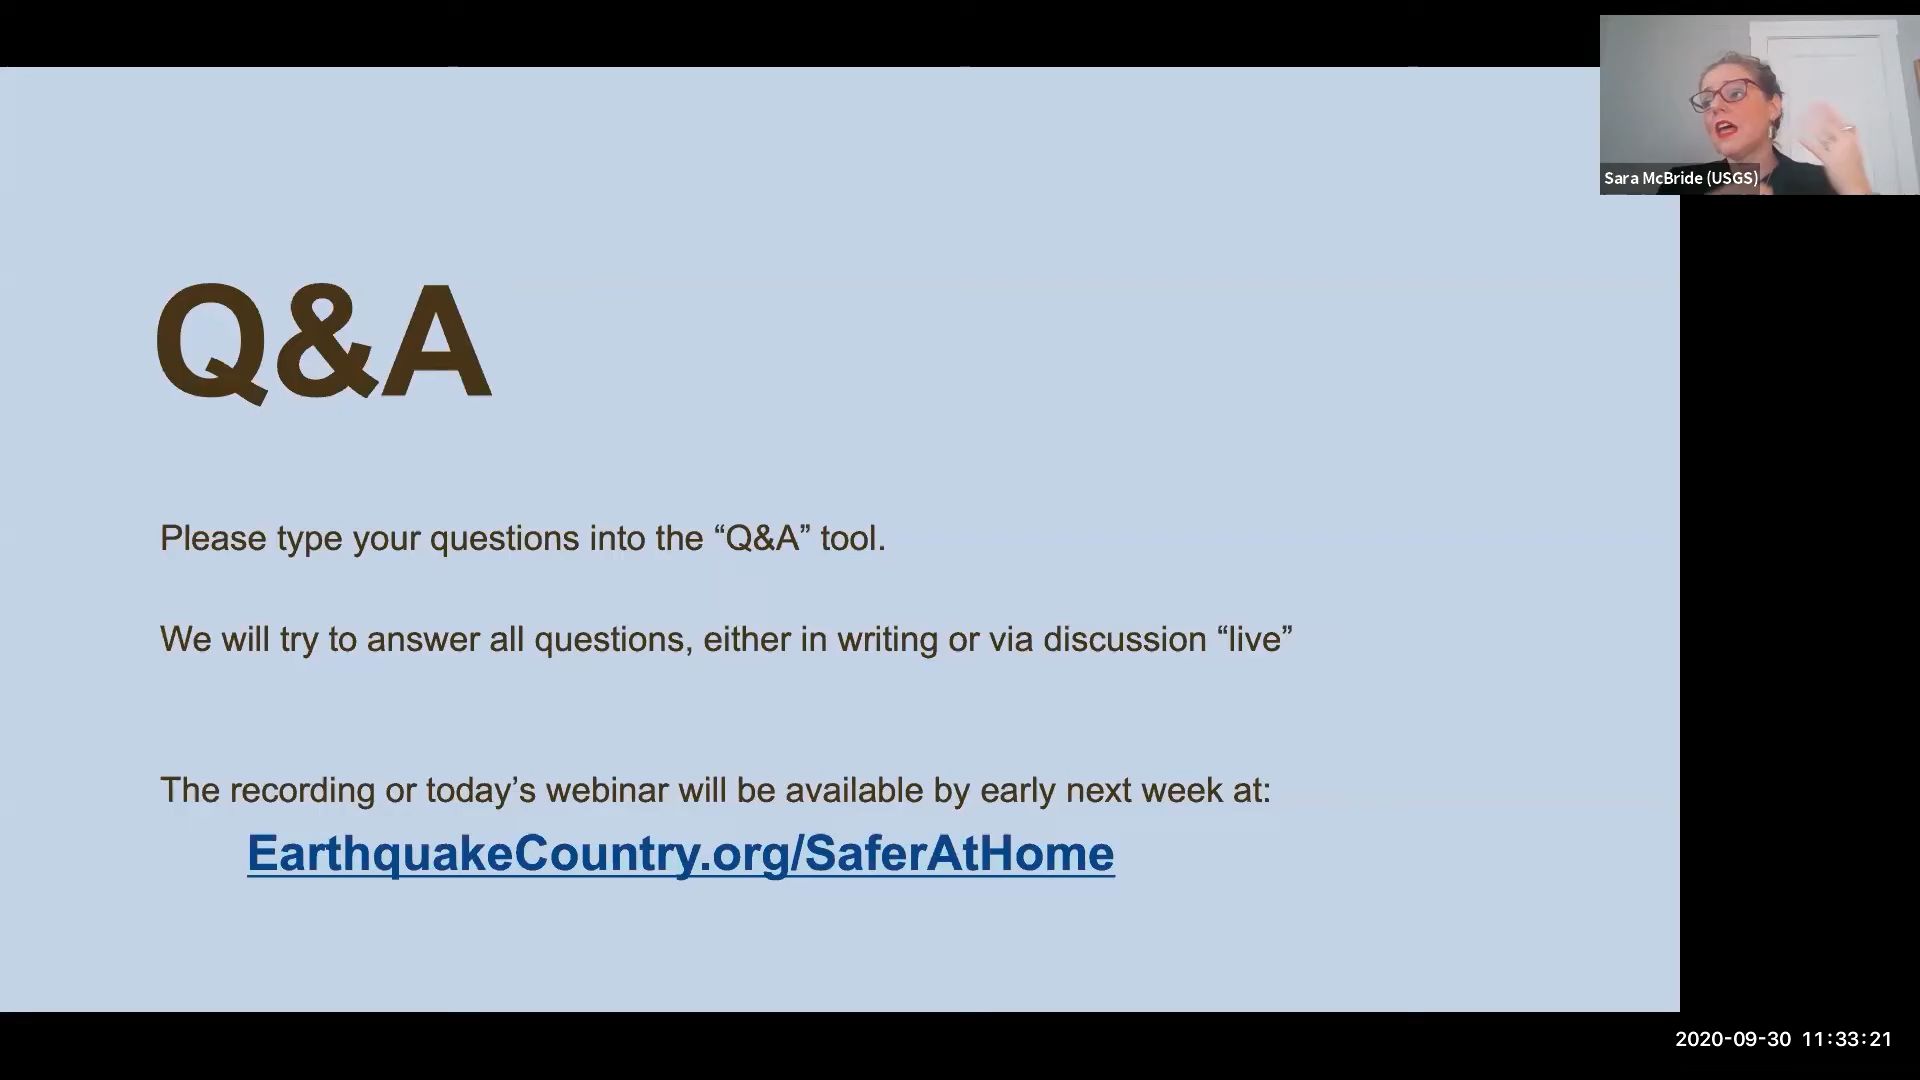 Sara McBride (USGS)
Q&A
Please type your questions into the “Q&A” tool.
We will try to answer all questions, either in writing or via discussion “live”
The recording or today’s webinar will be available by early next week at:
EarthquakeCountry.org/SaferAtHome
2020-09-30 11:33:21